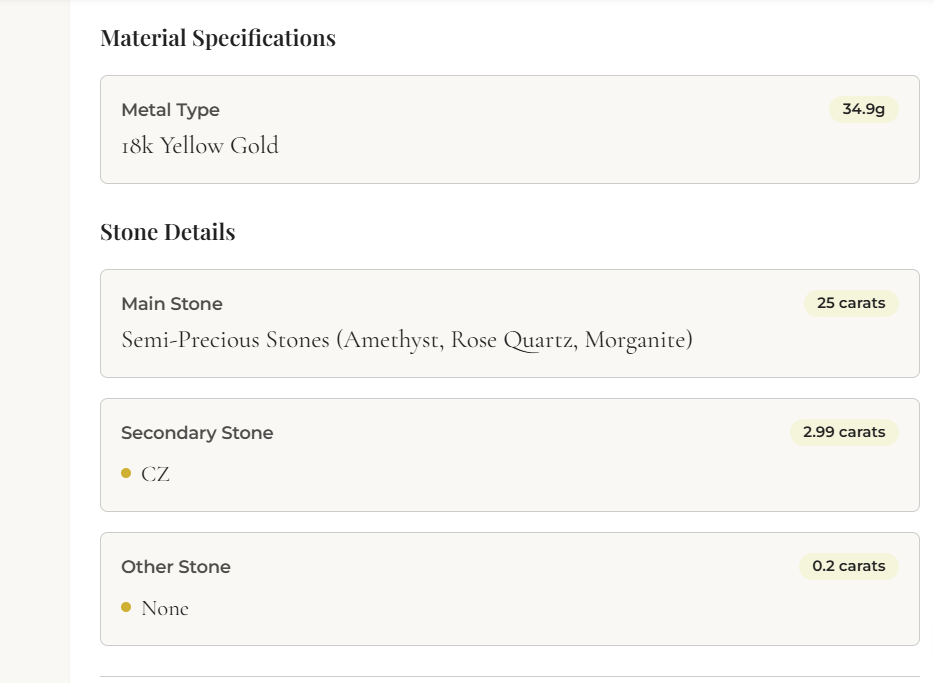 Material Specifications
Metal Type
34.9g
18k Yellow Gold
Stone Details
Main Stone
25 carats
Semi-Precious Stones (Amethyst, Rose Quartz, Morganite)
Secondary Stone
2.99 carats
CZ
Other Stone
0.2 carats
None